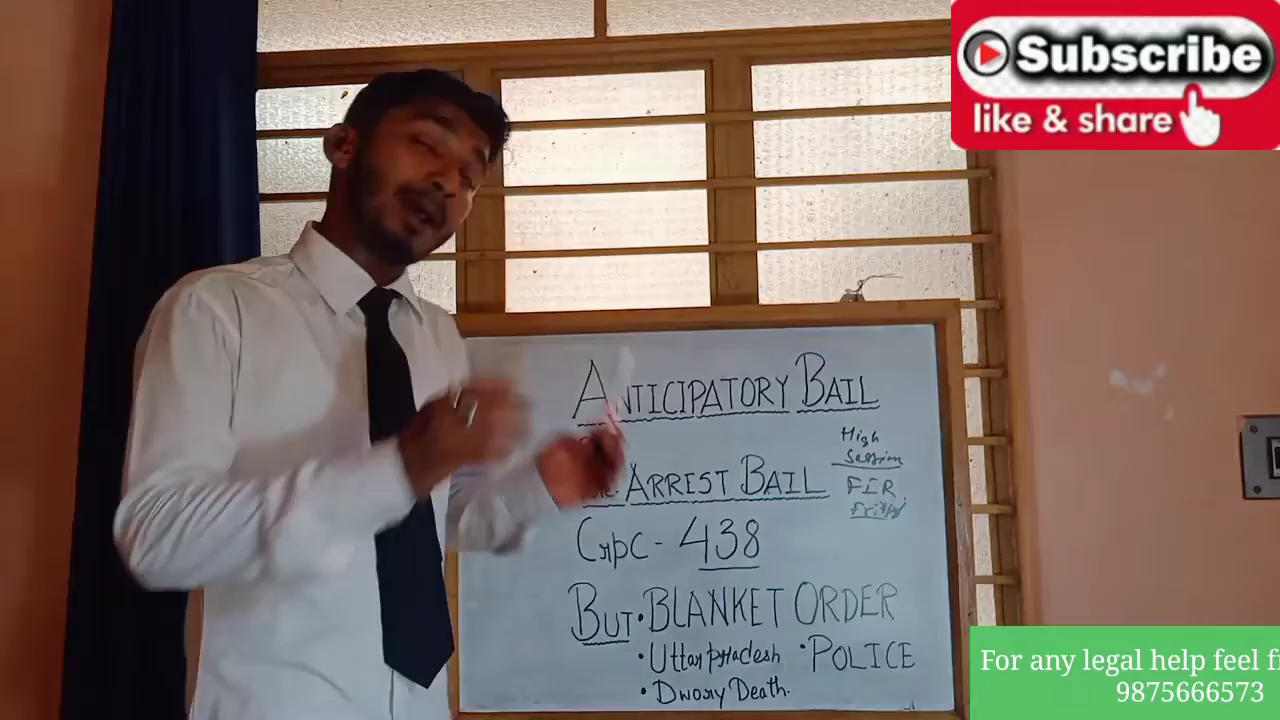 Subscribe
like & share
ANTICIPATORY BAIL
High
Session
ARREST BAIL
FIR
CrpC - 438
BUT • BLANKET ORDER
• Uttar pradesh • POLICE
• Dwory Death.
For any legal help feel
9875666573